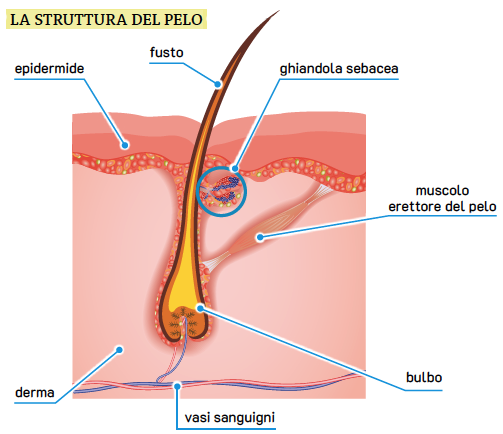 LA STRUTTURA DEL PELO
fusto
epidermide
ghiandola sebacea
muscolo
erettore del pelo
bulbo
derma
vasi sanguigni